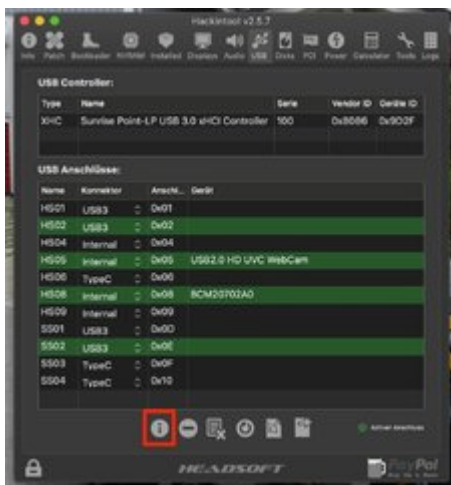 Hackintool v2.5.7
Info Patch Bootloader NVRAM Installed Displays Audio USB Disks PCI Power Calculator Tools Logs
USB Controller:
Type Name Serie Vendor ID Geräte ID
XHC Sunrise Point-LP USB 3.0 xHCI Controller 100 0x8086 0x9D2F
USB Anschlüsse:
Name Konnektor Anschl... Gerät
HS01 USB3 0x01
HS02 USB3 0x02
HS04 Internal 0x04
HS05 Internal 0x05 USB2.0 HD UVC WebCam
HS06 TypeC 0x06
HS08 Internal 0x08 BCM20702A0
HS09 Internal 0x09
SS01 USB3 0x0D
SS02 USB3 0x0E
SS03 TypeC 0x0F
SS04 TypeC 0x10
HEADSOFT
PayPal